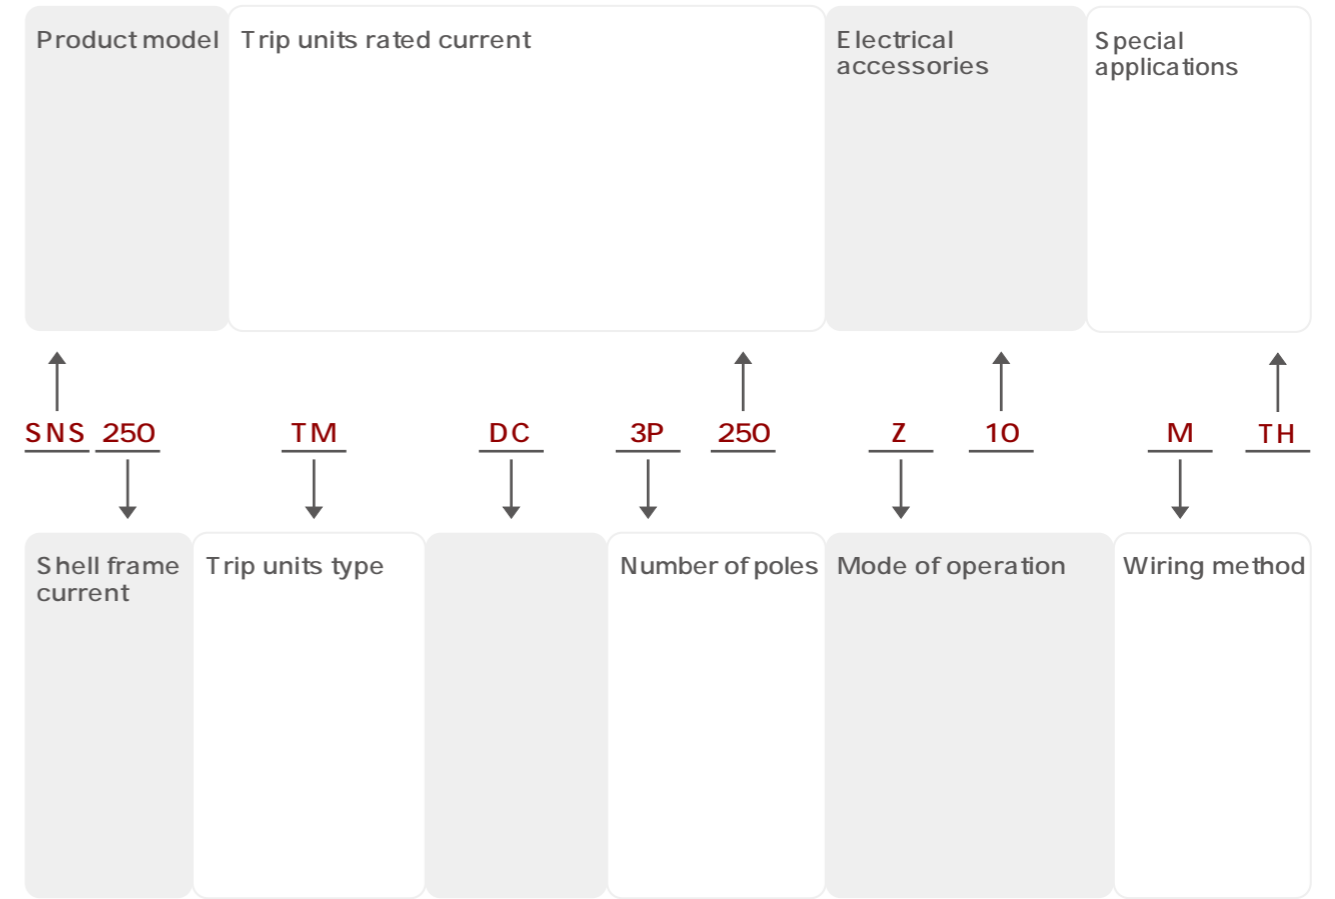 Product model
Trip units rated current
Electrical
accessories
Special
applications
SNS 250 TM DC 3P 250 Z 10 M TH
Shell frame
current
Trip units type
Number of poles
Mode of operation
Wiring method